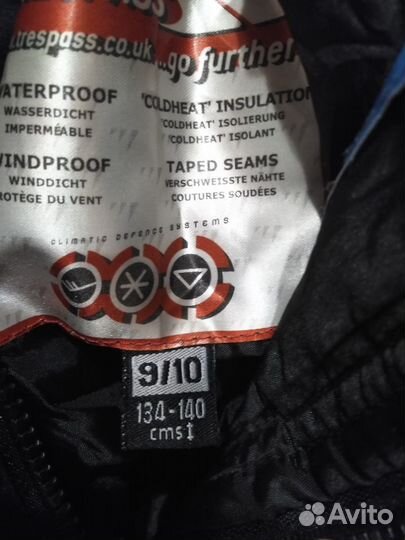 trespass.co.uk
...go further
WATERPROOF
WASSERDICHT
IMPERMÉABLE
'COLDHEAT' INSULATION
'COLDHEAT' ISOLIERUNG
'COLDHEAT' ISOLANT
WINDPROOF
WINDDICHT
PROTÈGE DU VENT
TAPED SEAMS
VERSCHWEISSTE NÄHTE
COUTURES SOUDÉES
CLIMATIC DEFENCE SYSTEMS
9/10
134-140
cms
Avito